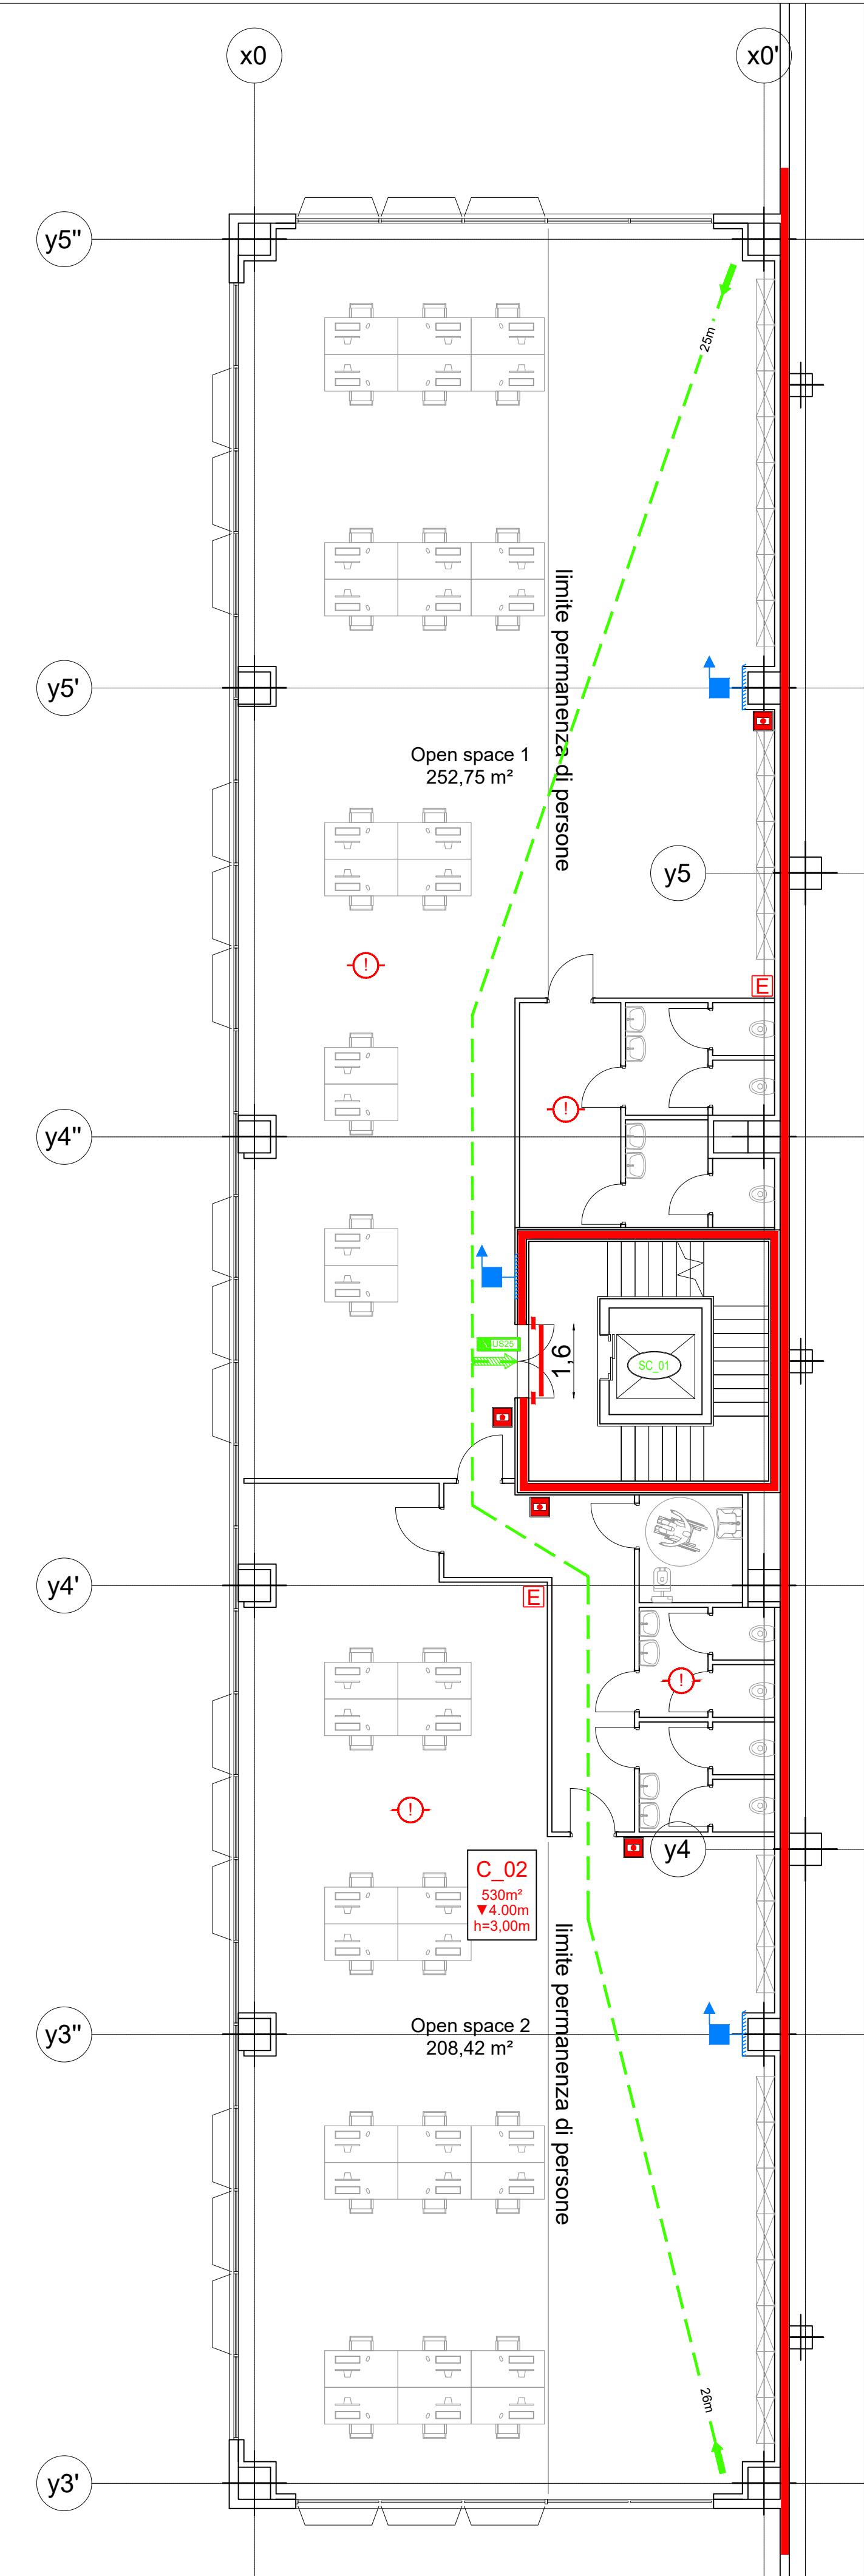 x0
x0'
y5"
25m
limite permanenza di persone
y5'
Open space 1
252,75 m²
y5
!
E
!
y4"
US25
1,6
SC_01
y4'
E
!
!
C_02
530m²
▼4.00m
h=3,00m
y4
limite permanenza di persone
Open space 2
208,42 m²
y3"
26m
y3'